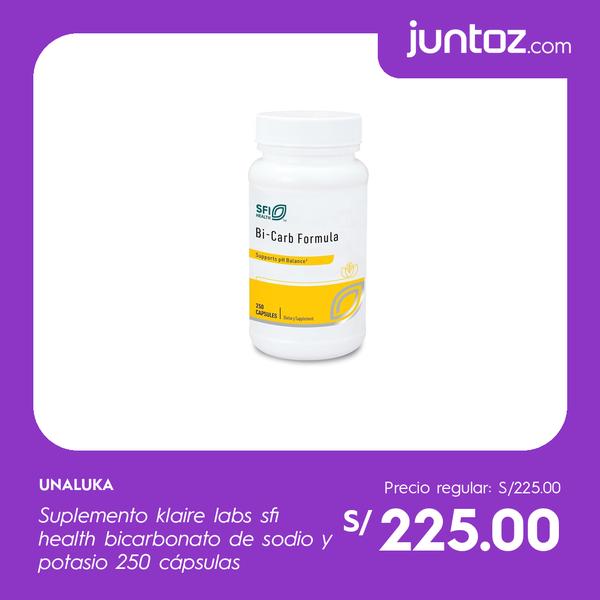 juntoz.com
SFI
HEALTH
Bi-Carb Formula
Supports pH Balance†
250
CAPSULES
Dietary Supplement
UNALUKA
Suplemento klaire labs sfi
health bicarbonato de sodio y
potasio 250 cápsulas
Precio regular: S/225.00
S/ 225.00